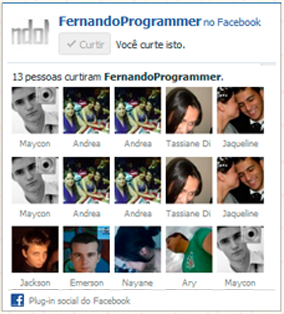 ndol
FernandoProgrammer no Facebook
Curtir Você curte isto.
13 pessoas curtiram FernandoProgrammer.
Maycon Andrea Andrea Tassiane Di Jaqueline
Maycon Andrea Andrea Tassiane Di Jaqueline
Jackson Emerson Nayane Ary Maycon
Plug-in social do Facebook